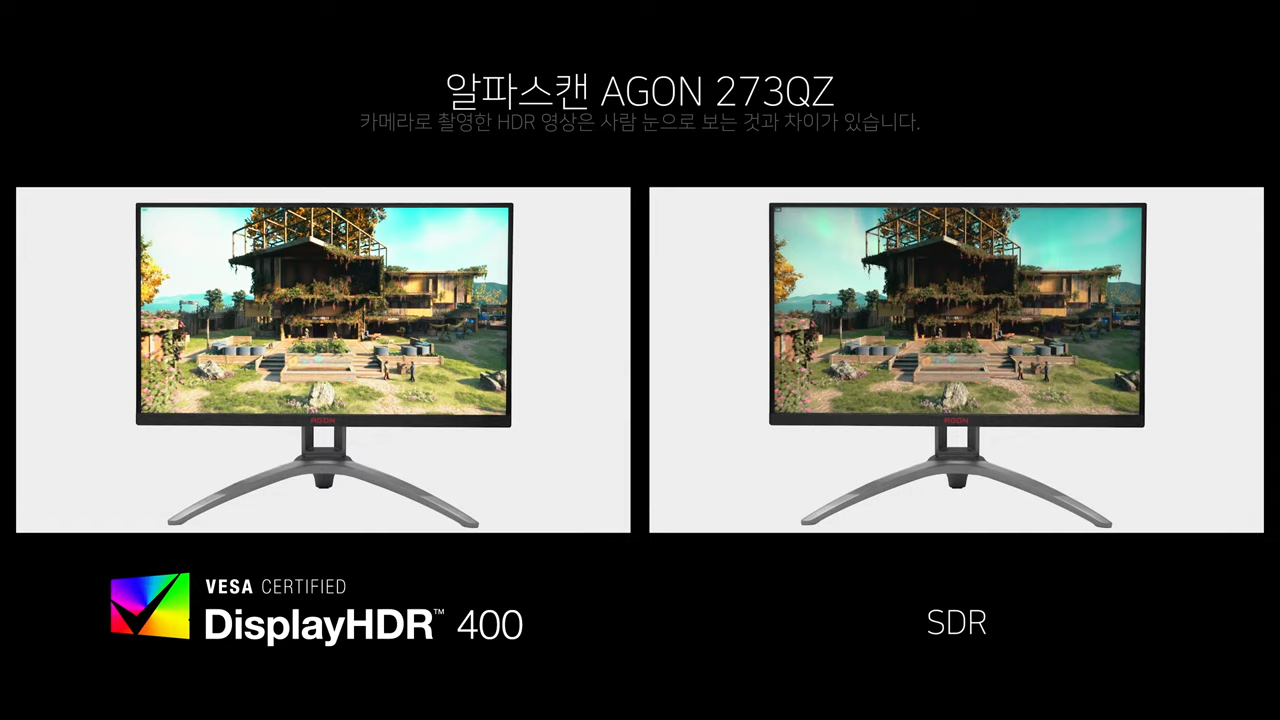 알파스캔 AGON 273QZ
카메라로 촬영한 HDR 영상은 사람 눈으로 보는 것과 차이가 있습니다.
AGON
AGON
VESA CERTIFIED
DisplayHDR™ 400
SDR